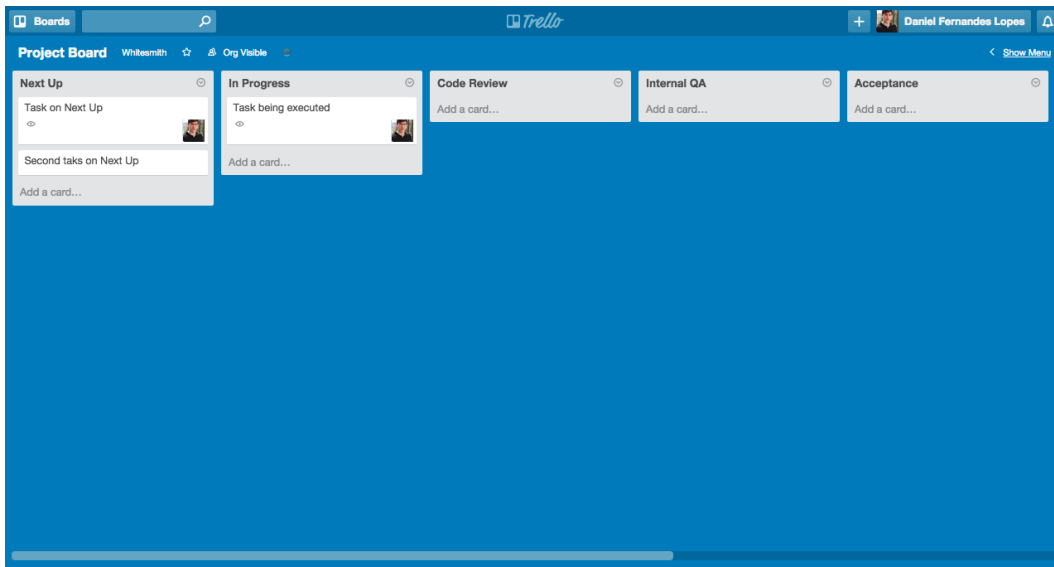 Boards
Trello
Daniel Fernandes Lopes
Project Board Whitesmith Org Visible
Show Menu
Next Up
Task on Next Up
Second taks on Next Up
Add a card...
In Progress
Task being executed
Add a card...
Code Review
Add a card...
Internal QA
Add a card...
Acceptance
Add a card...